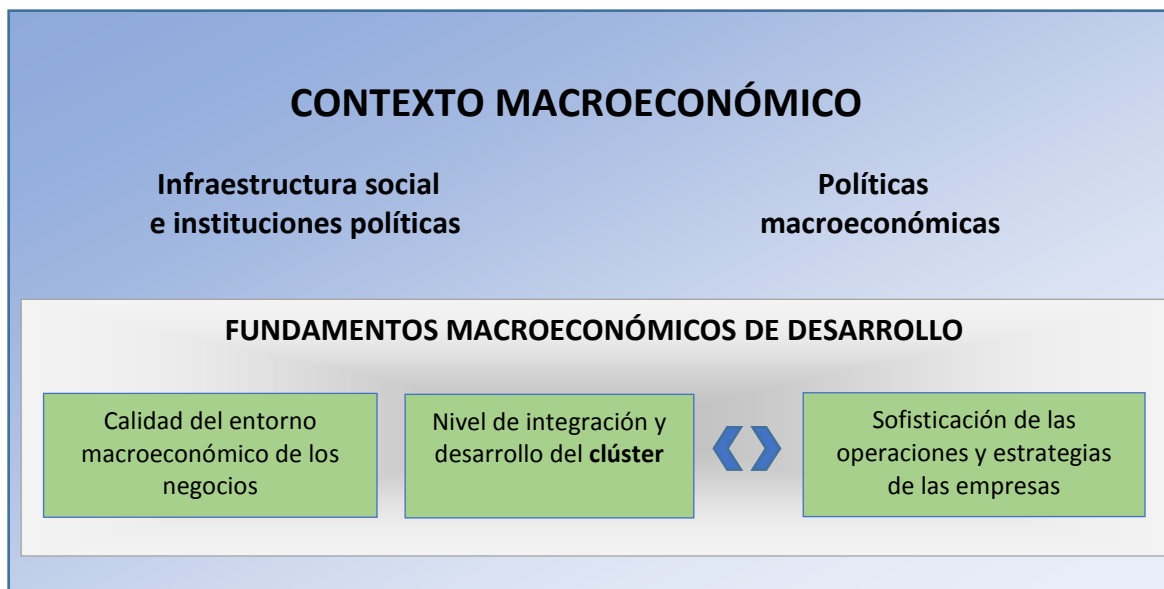 CONTEXTO MACROECONÓMICO
Infraestructura social
e instituciones políticas
Políticas
macroeconómicas
FUNDAMENTOS MACROECONÓMICOS DE DESARROLLO
Calidad del entorno
macroeconómico de los
negocios
Nivel de integración y
desarrollo del clúster
Sofisticación de las
operaciones y estrategias
de las empresas